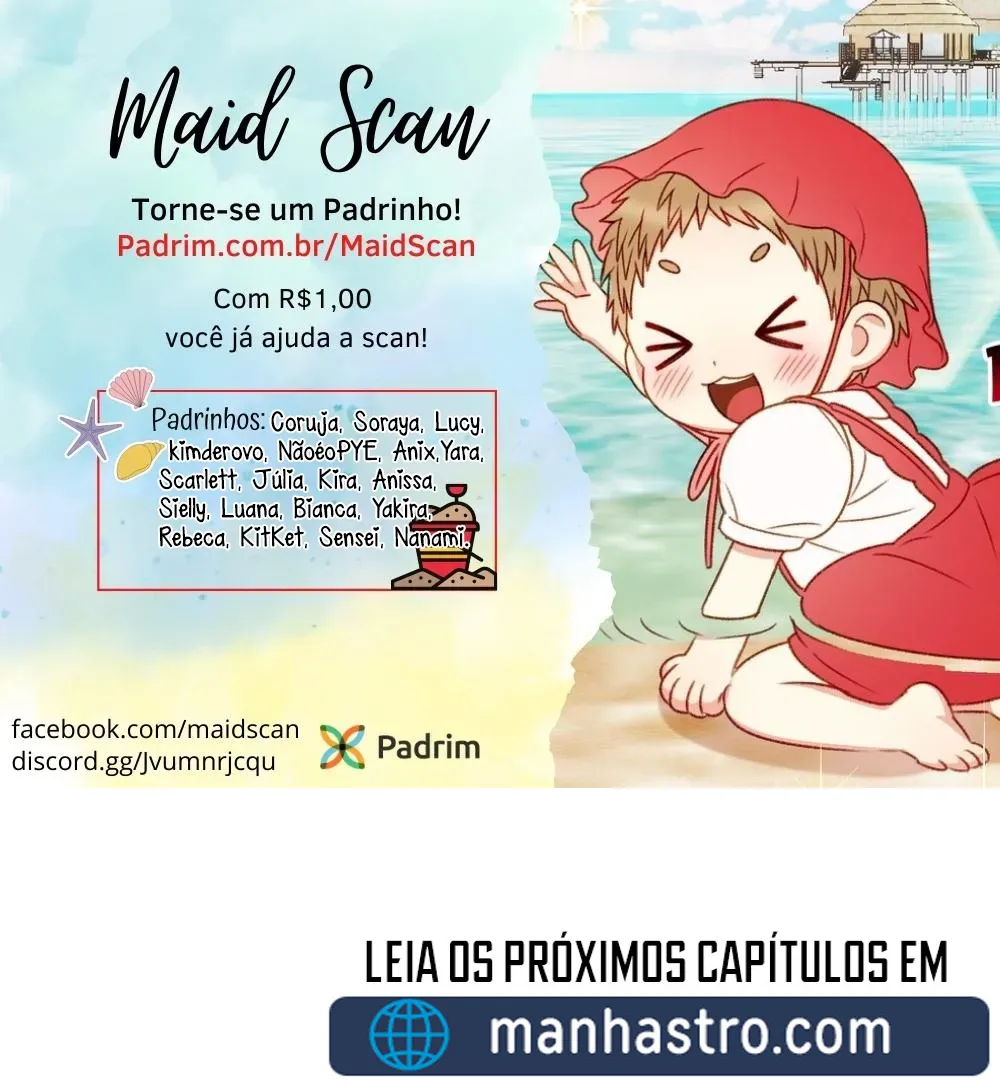 Maid Scan
Torne-se um Padrinho!
Padrim.com.br/MaidScan
Com R$1,00
você já ajuda a scan!
Padrinhos: Coruja, Soraya, Lucy,
kimderovo, NãoéoPYE, Anix,Yara,
Scarlett, Júlia, Kira, Anissa,
Sielly, Luana, Bianca, Yakira,
Rebeca, KitKet, Sensei, Nanami.
facebook.com/maidscan
discord.gg/Jvumnrjcqu
Padrim
LEIA OS PRÓXIMOS CAPÍTULOS EM
manhastro.com